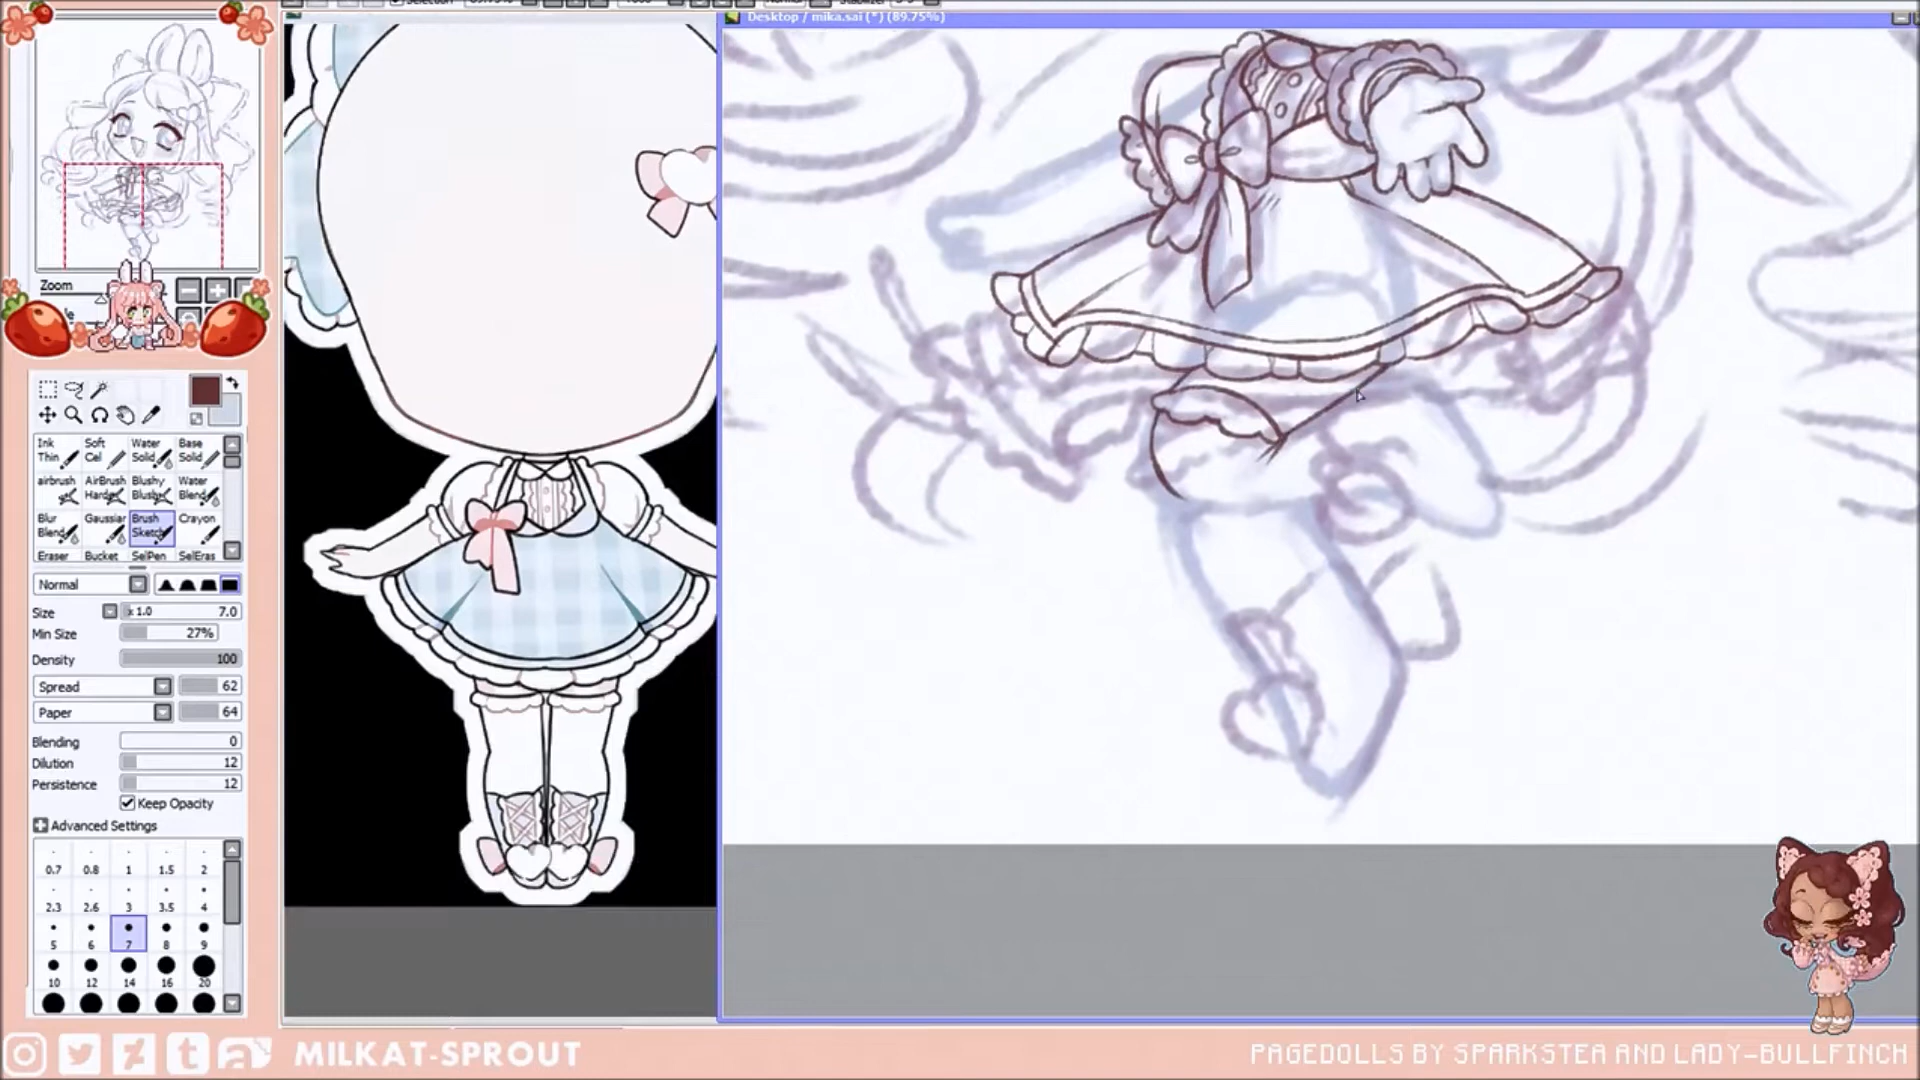 Selection
Normal
Stabilizer
Desktop / mika.sai (*) (89.75%)
Zoom
Ink Thin
Soft Cel
Water Solid
Base Solid
airbrush
AirBrush Hard
Blushy Blush
Water Blend
Blur Blend
Gaussiar
Brush Sketch
Crayon
Eraser
Bucket
SelPen
SelEras
Normal
Size x 1.0 7.0
Min Size 27%
Density 100
Spread 62
Paper 64
Blending 0
Dilution 12
Persistence 12
Keep Opacity
Advanced Settings
0.7 0.8 1 1.5 2
2.3 2.6 3 3.5 4
5 6 7 8 9
10 12 14 16 20
MILKAT-SPROUT
PAGEDOLLS BY SPARKSTEA AND LADY-BULLFINCH